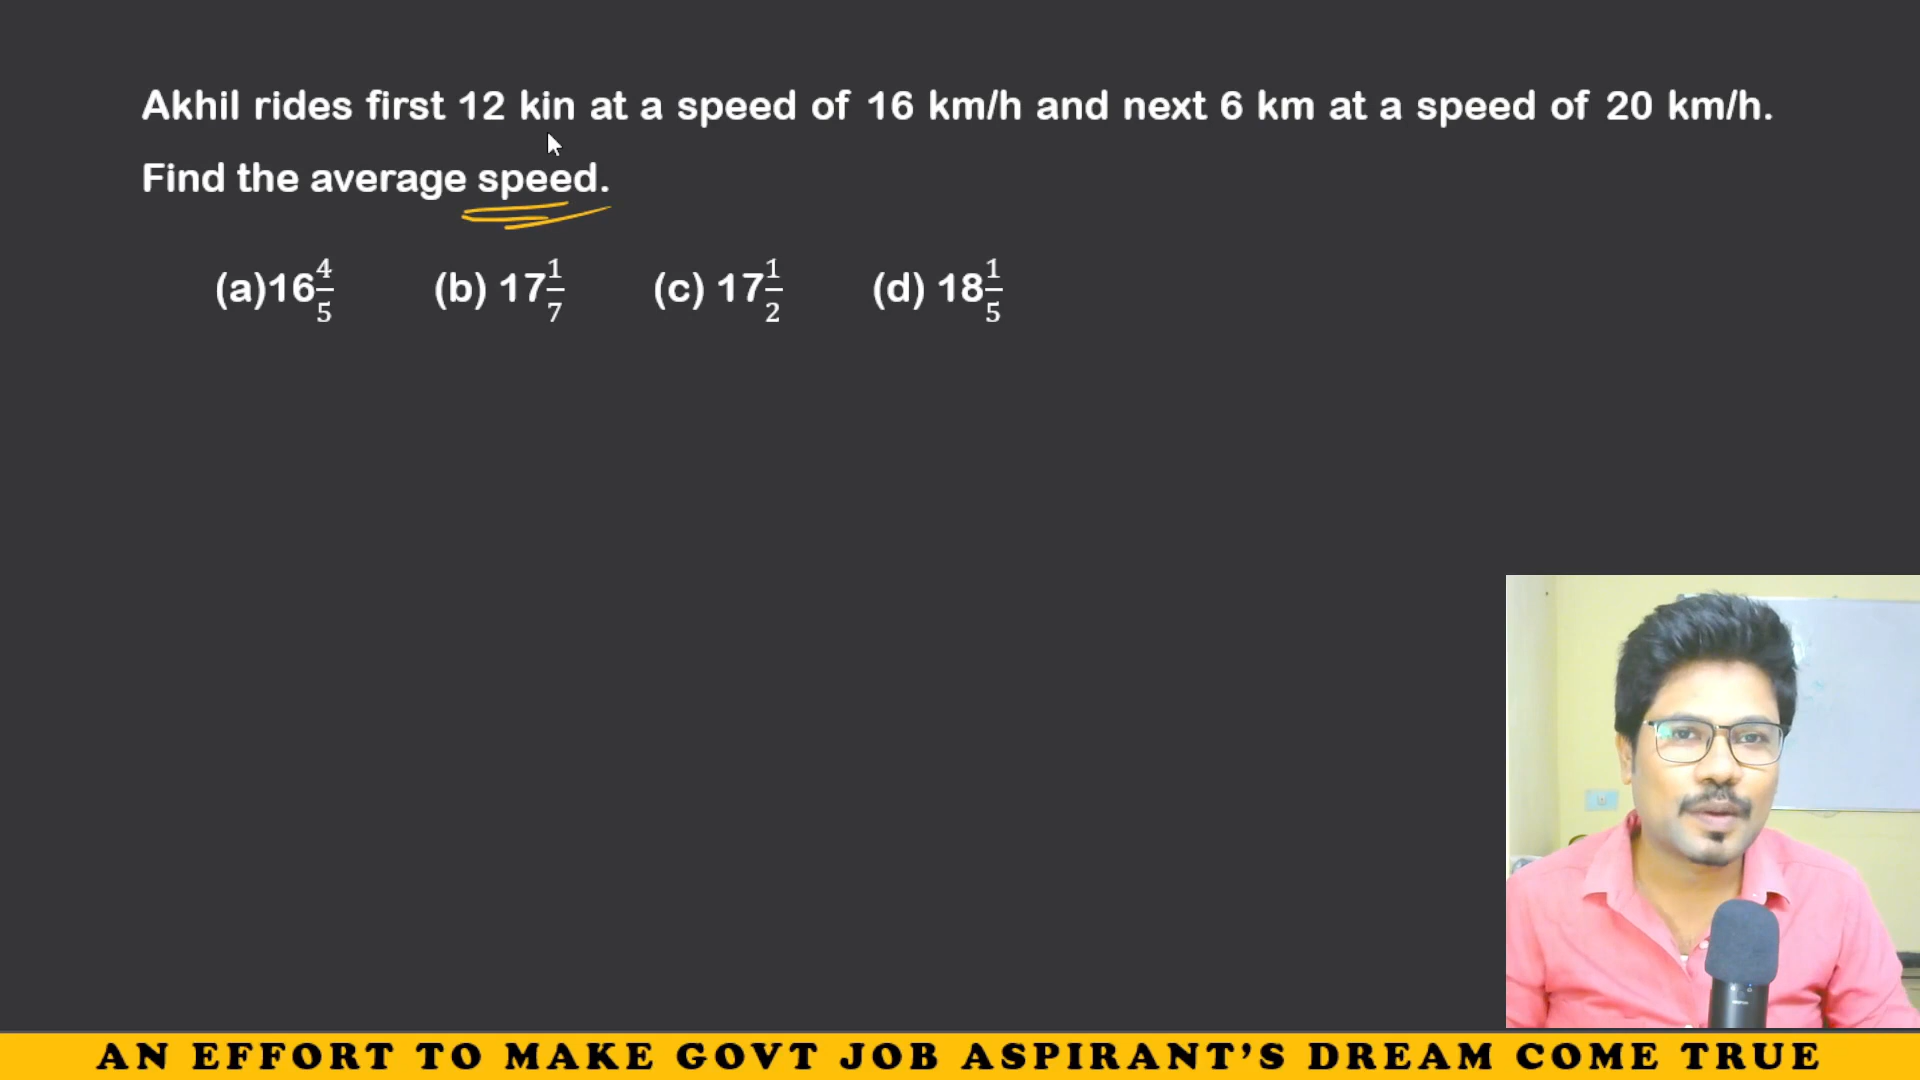 Akhil rides first 12 kin at a speed of 16 km/h and next 6 km at a speed of 20 km/h.
Find the average speed.
(a)16 4/5 (b) 17 1/7 (c) 17 1/2 (d) 18 1/5
AN EFFORT TO MAKE GOVT JOB ASPIRANT’S DREAM COME TRUE